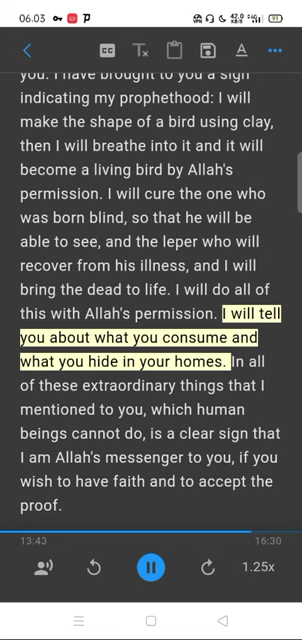 06.03
42.0
KB/S
4G
91
CC
A
you. I have brought to you a sign
indicating my prophethood: I will
make the shape of a bird using clay,
then I will breathe into it and it will
become a living bird by Allah's
permission. I will cure the one who
was born blind, so that he will be
able to see, and the leper who will
recover from his illness, and I will
bring the dead to life. I will do all of
this with Allah's permission. I will tell
you about what you consume and
what you hide in your homes. In all
of these extraordinary things that I
mentioned to you, which human
beings cannot do, is a clear sign that
I am Allah's messenger to you, if you
wish to have faith and to accept the
proof.
13:43
16:30
1.25x